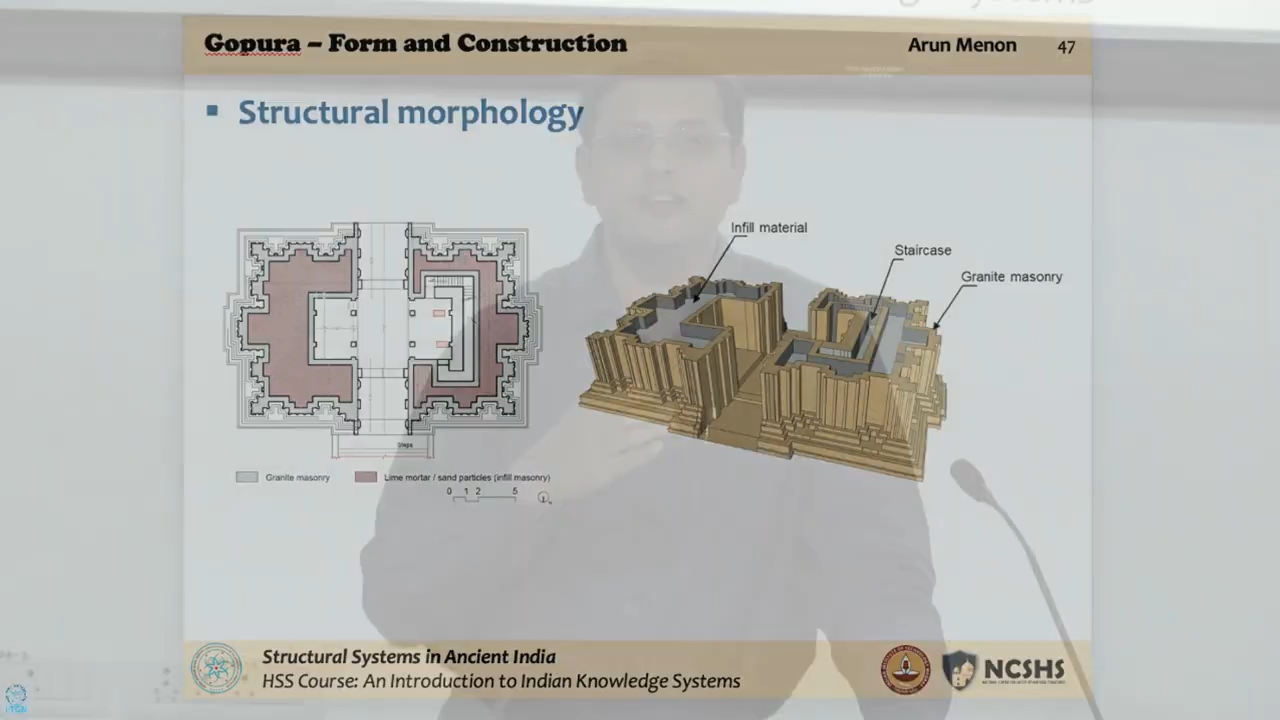 Gopura – Form and Construction
Arun Menon
47
Structural morphology
Infill material
Staircase
Granite masonry
Steps
Granite masonry
Lime mortar / sand particles (infill masonry)
0 1 2 5
Structural Systems in Ancient India
HSS Course: An Introduction to Indian Knowledge Systems
NCSHS